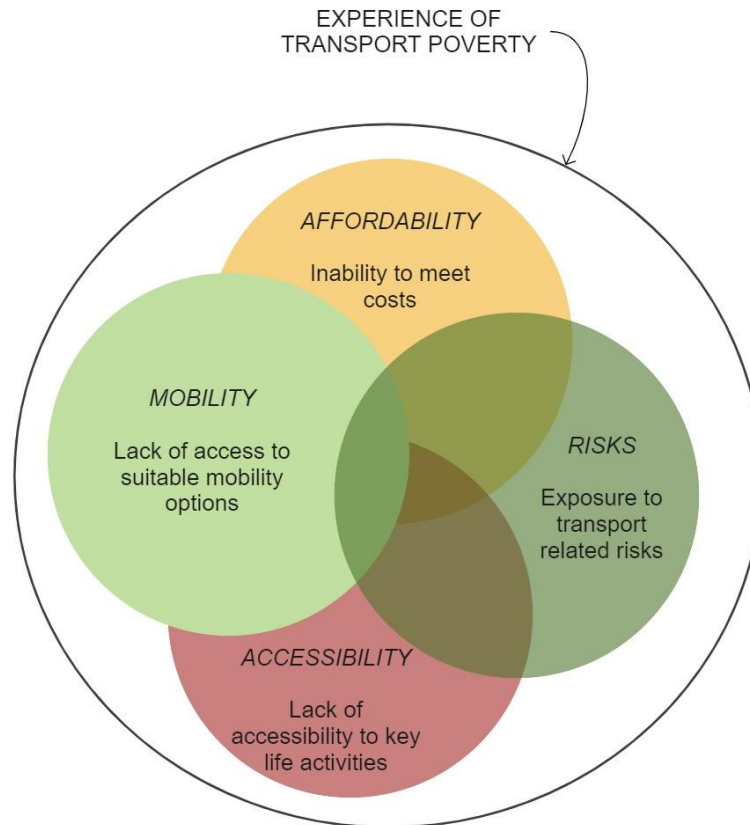 EXPERIENCE OF
TRANSPORT POVERTY
AFFORDABILITY
Inability to meet
costs
MOBILITY
Lack of access to
suitable mobility
options
RISKS
Exposure to
transport
related risks
ACCESSIBILITY
Lack of
accessibility to key
life activities